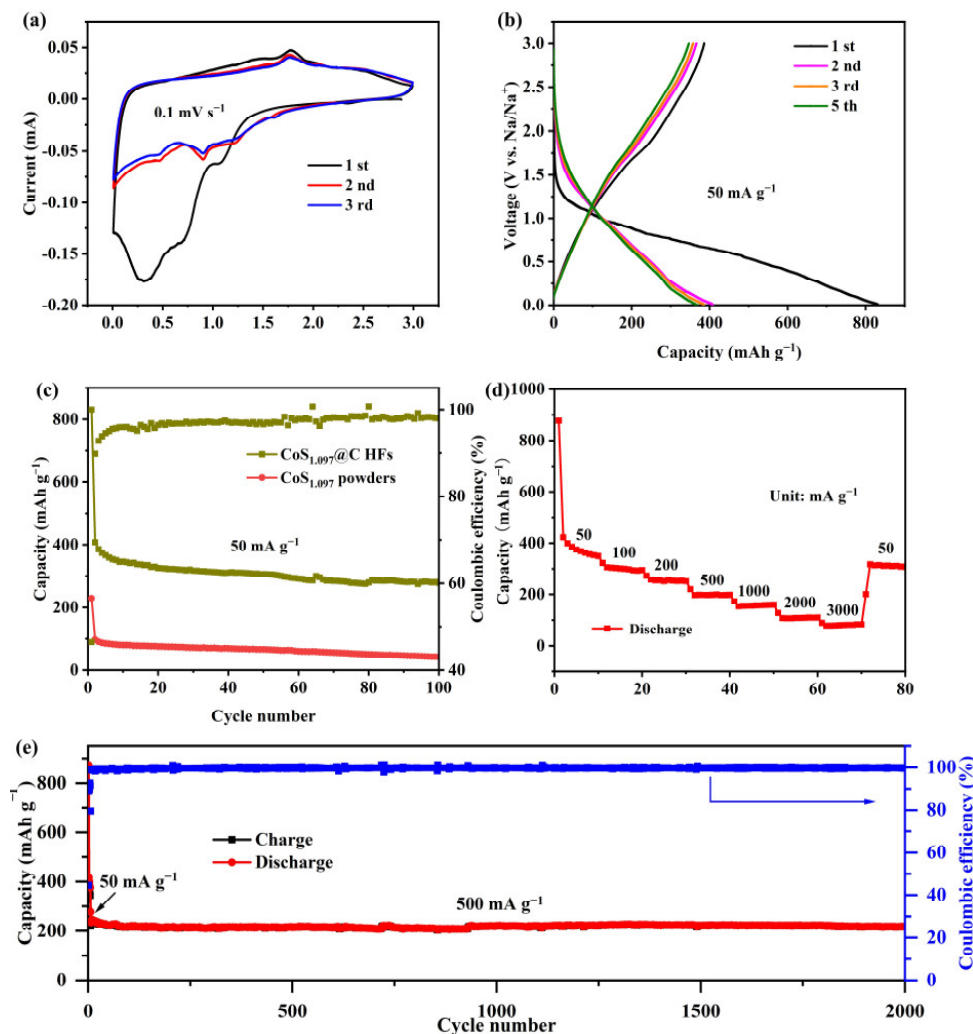 (a)
0.05
0.00
-0.05
-0.10
-0.15
-0.20
Current (mA)
0.1 mV s⁻¹
1 st
2 nd
3 rd
0.0 0.5 1.0 1.5 2.0 2.5 3.0
(b)
3.0
2.5
2.0
1.5
1.0
0.5
0.0
Voltage (V vs. Na/Na⁺)
1 st
2 nd
3 rd
5 th
50 mA g⁻¹
0 200 400 600 800
Capacity (mAh g⁻¹)
(c)
800
600
400
200
0
Capacity (mAh g⁻¹)
CoS₁.₀₉₇@C HFs
CoS₁.₀₉₇ powders
50 mA g⁻¹
100
80
60
40
Coulombic efficiency (%)
0 20 40 60 80 100
Cycle number
(d)
1000
800
600
400
200
0
Capacity (mAh g⁻¹)
Unit: mA g⁻¹
50
100
200
500
1000
2000
3000
50
Discharge
0 20 40 60 80
Cycle number
(e)
800
600
400
200
0
Capacity (mAh g⁻¹)
Charge
Discharge
50 mA g⁻¹
500 mA g⁻¹
100
80
60
40
20
0
Coulombic efficiency (%)
0 500 1000 1500 2000
Cycle number